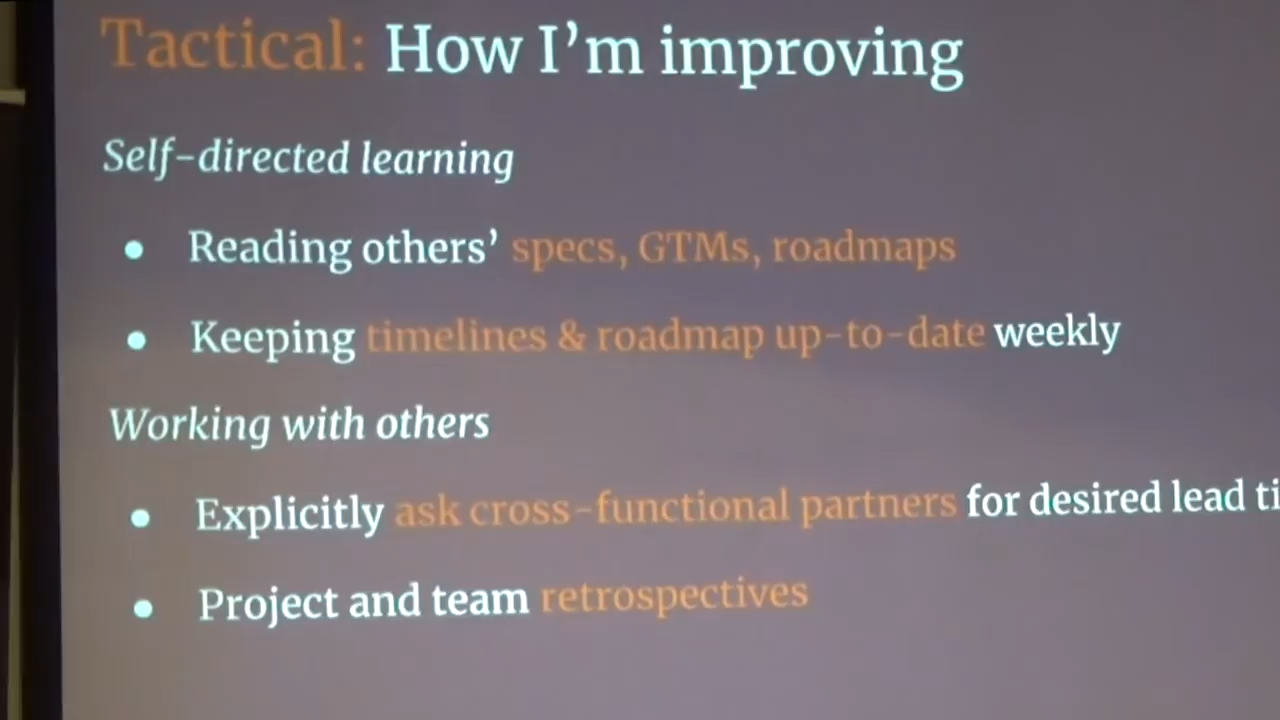 Tactical: How I'm improving
Self-directed learning
● Reading others' specs, GTMs, roadmaps
● Keeping timelines & roadmap up-to-date weekly
Working with others
● Explicitly ask cross-functional partners for desired lead
● Project and team retrospectives